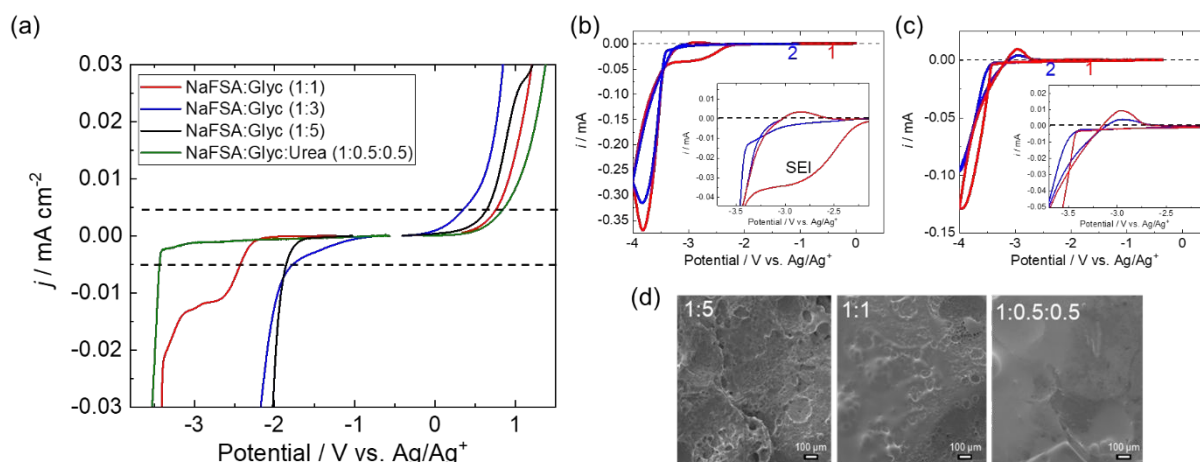 (a)
0.03
0.02
0.01
0.00
-0.01
-0.02
-0.03
j / mA cm⁻²
NaFSA:Glyc (1:1)
NaFSA:Glyc (1:3)
NaFSA:Glyc (1:5)
NaFSA:Glyc:Urea (1:0.5:0.5)
-3 -2 -1 0 1
Potential / V vs. Ag/Ag⁺
(b)
0.00
-0.05
-0.10
-0.15
-0.20
-0.25
-0.30
-0.35
i / mA
2 1
0.04
0.02
0.00
-0.02
-0.04
i / mA
SEI
-3.5 -3.0 -2.5
Potential / V vs. Ag/Ag⁺
-4 -3 -2 -1 0
Potential / V vs. Ag/Ag⁺
(c)
0.00
-0.05
-0.10
-0.15
i / mA
2 1
0.02
0.01
0.00
-0.01
-0.02
-0.03
-0.04
-0.05
i / mA
-3.5 -3.0 -2.5
Potential / V vs. Ag/Ag⁺
-4 -3 -2 -1 0
Potential / V vs. Ag/Ag⁺
(d)
1:5
100 µm
1:1
100 µm
1:0.5:0.5
100 µm